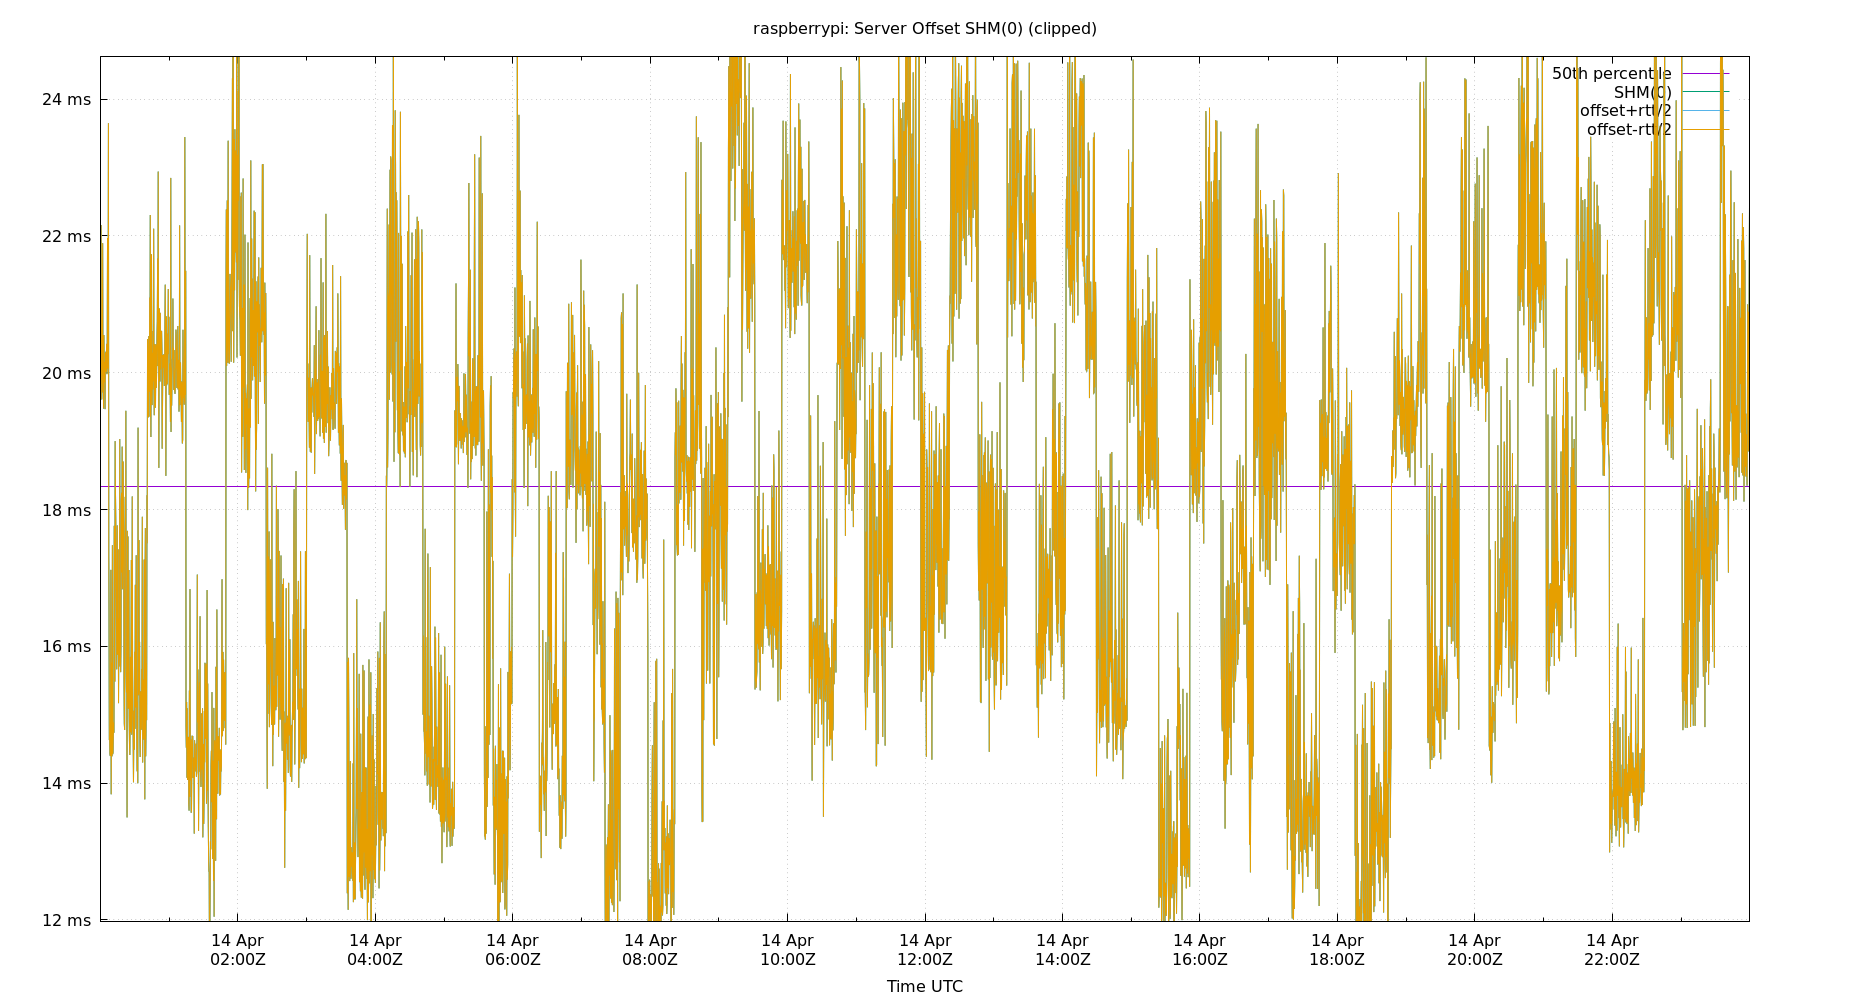 raspberrypi: Server Offset SHM(0) (clipped)
50th percentile
SHM(0)
offset+rtt/2
offset-rtt/2
24 ms
22 ms
20 ms
18 ms
16 ms
14 ms
12 ms
14 Apr 14 Apr 14 Apr 14 Apr 14 Apr 14 Apr 14 Apr 14 Apr 14 Apr 14 Apr 14 Apr
02:00Z 04:00Z 06:00Z 08:00Z 10:00Z 12:00Z 14:00Z 16:00Z 18:00Z 20:00Z 22:00Z
Time UTC